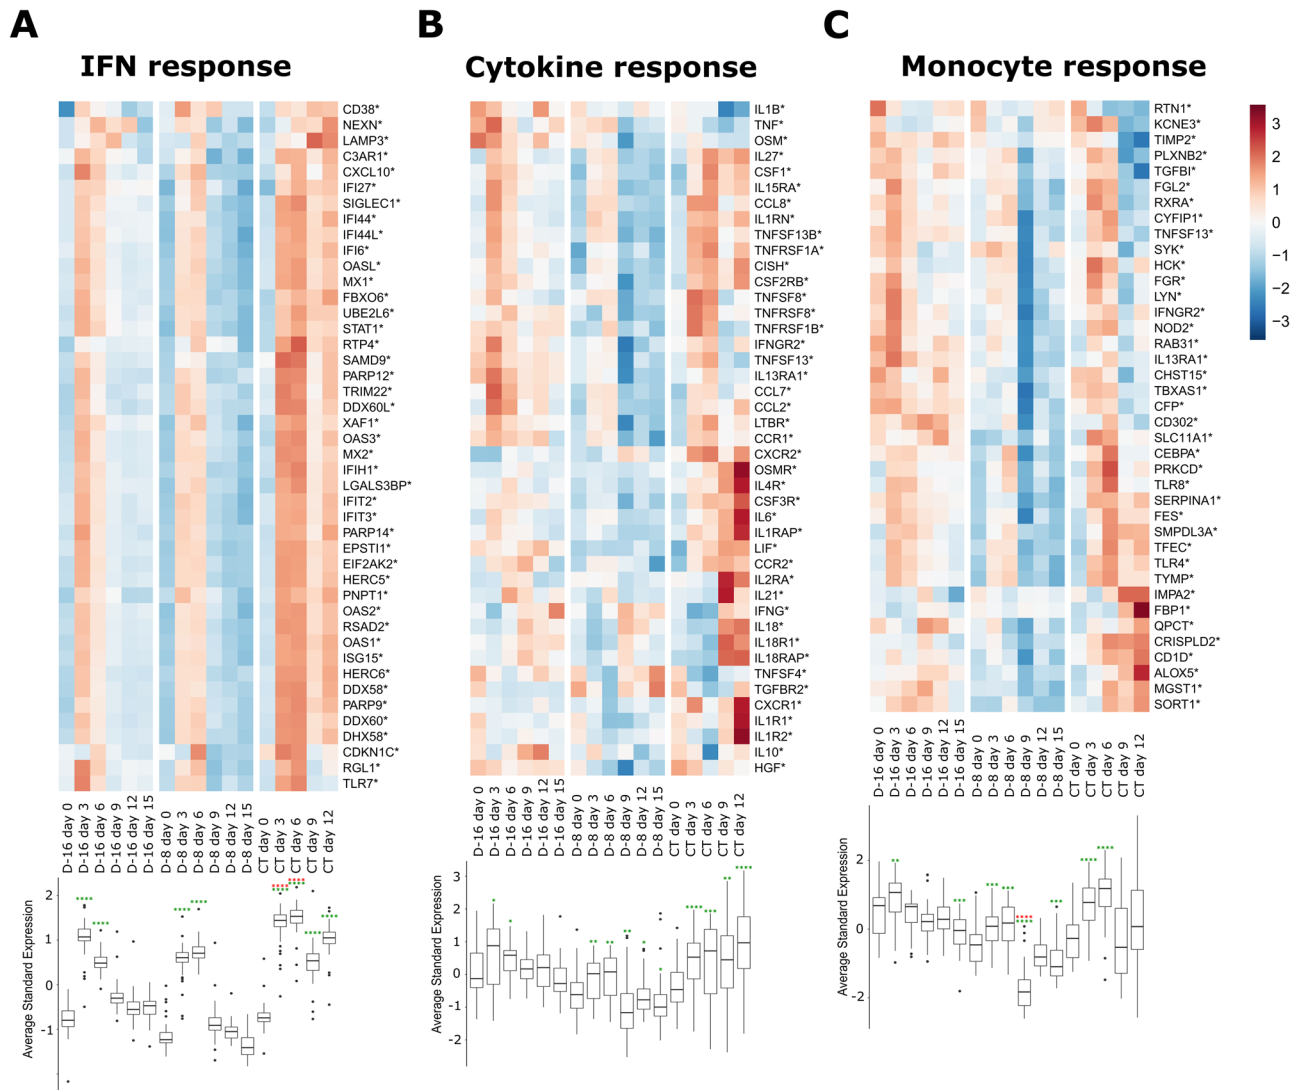 A
IFN response
CD38*
NEXN*
LAMP3*
C3AR1*
CXCL10*
IFI27*
SIGLEC1*
IFI44*
IFI44L*
IFI6*
OASL*
MX1*
FBXO6*
UBE2L6*
STAT1*
RTP4*
SAMD9*
PARP12*
TRIM22*
DDX60L*
XAF1*
OAS3*
MX2*
IFIH1*
LGALS3BP*
IFIT2*
IFIT3*
PARP14*
EPSTI1*
EIF2AK2*
HERC5*
PNPT1*
OAS2*
RSAD2*
OAS1*
ISG15*
HERC6*
DDX58*
PARP9*
DDX60*
DHX58*
CDKN1C*
RGL1*
TLR7*
D-16 day 0
D-16 day 3
D-16 day 6
D-16 day 9
D-16 day 12
D-16 day 15
D-8 day 0
D-8 day 3
D-8 day 6
D-8 day 9
D-8 day 12
D-8 day 15
CT day 0
CT day 3
CT day 6
CT day 9
CT day 12
Average Standard Expression
2
1
0
-1
B
Cytokine response
IL1B*
TNF*
OSM*
IL27*
CSF1*
IL15RA*
CCL8*
IL1RN*
TNFSF13B*
TNFRSF1A*
CISH*
CSF2RB*
TNFSF8*
TNFRSF8*
TNFRSF1B*
IFNGR2*
TNFSF13*
IL13RA1*
CCL7*
CCL2*
LTBR*
CCR1*
CXCR2*
OSMR*
IL4R*
CSF3R*
IL6*
IL1RAP*
LIF*
CCR2*
IL2RA*
IL21*
IFNG*
IL18*
IL18R1*
IL18RAP*
TNFSF4*
TGFBR2*
CXCR1*
IL1R1*
IL1R2*
IL10*
HGF*
D-16 day 0
D-16 day 3
D-16 day 6
D-16 day 9
D-16 day 12
D-16 day 15
D-8 day 0
D-8 day 3
D-8 day 6
D-8 day 9
D-8 day 12
D-8 day 15
CT day 0
CT day 3
CT day 6
CT day 9
CT day 12
Average Standard Expression
3
2
1
0
-1
-2
C
Monocyte response
RTN1*
KCNE3*
TIMP2*
PLXNB2*
TGFBI*
FGL2*
RXRA*
CYFIP1*
TNFSF13*
SYK*
HCK*
FGR*
LYN*
IFNGR2*
NOD2*
RAB31*
IL13RA1*
CHST15*
TBXAS1*
CFP*
CD302*
SLC11A1*
CEBPA*
PRKCD*
TLR8*
SERPINA1*
FES*
SMPDL3A*
TFEC*
TLR4*
TYMP*
IMPA2*
FBP1*
QPCT*
CRISPLD2*
CD1D*
ALOX5*
MGST1*
SORT1*
D-16 day 0
D-16 day 3
D-16 day 6
D-16 day 9
D-16 day 12
D-16 day 15
D-8 day 0
D-8 day 3
D-8 day 6
D-8 day 9
D-8 day 12
D-8 day 15
CT day 0
CT day 3
CT day 6
CT day 9
CT day 12
Average Standard Expression
2
0
-2
3
2
1
0
−1
−2
−3